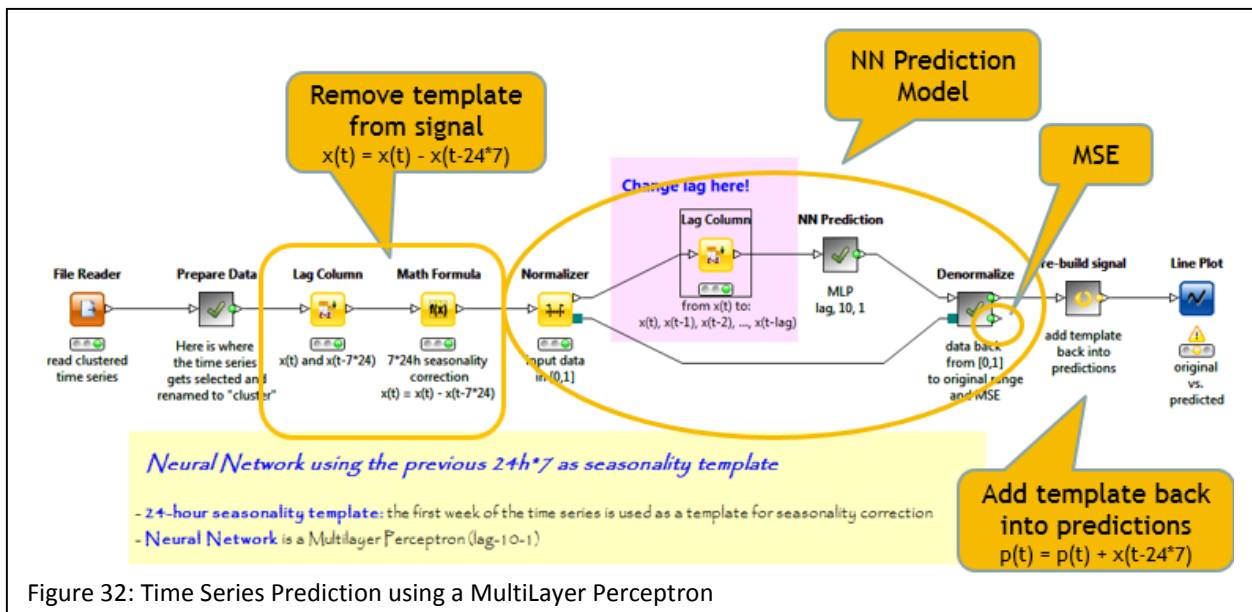 Remove template
from signal
x(t) = x(t) - x(t-24*7)
NN Prediction
Model
MSE
Change lag here!
Lag Column
from x(t) to:
x(t), x(t-1), x(t-2), ..., x(t-lag)
NN Prediction
MLP
lag, 10, 1
File Reader
read clustered
time series
Prepare Data
Here is where
the time series
gets selected and
renamed to "cluster"
Lag Column
x(t) and x(t-7*24)
Math Formula
7*24h seasonality
correction
x(t) = x(t) - x(t-7*24)
Normalizer
input data
in [0,1]
Denormalize
data back
from [0,1]
to original range
and MSE
re-build signal
add template
back into
predictions
Line Plot
original
vs.
predicted
Neural Network using the previous 24h*7 as seasonality template
- 24-hour seasonality template: the first week of the time series is used as a template for seasonality correction
- Neural Network is a Multilayer Perceptron (lag-10-1)
Add template back
into predictions
p(t) = p(t) + x(t-24*7)
Figure 32: Time Series Prediction using a MultiLayer Perceptron